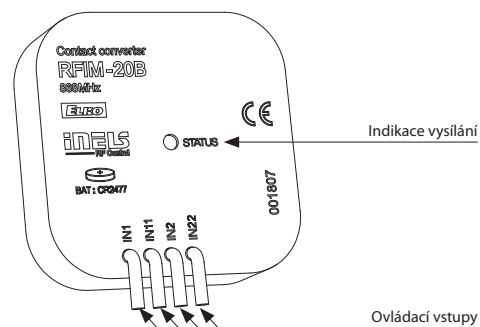 Contact converter
RFIM-20B
868MHz
ELKO
iNELS
RF Control
BAT : CR2477
STATUS
CE
001807
IN1
IN11
IN2
IN22
Indikace vysílání
Ovládací vstupy